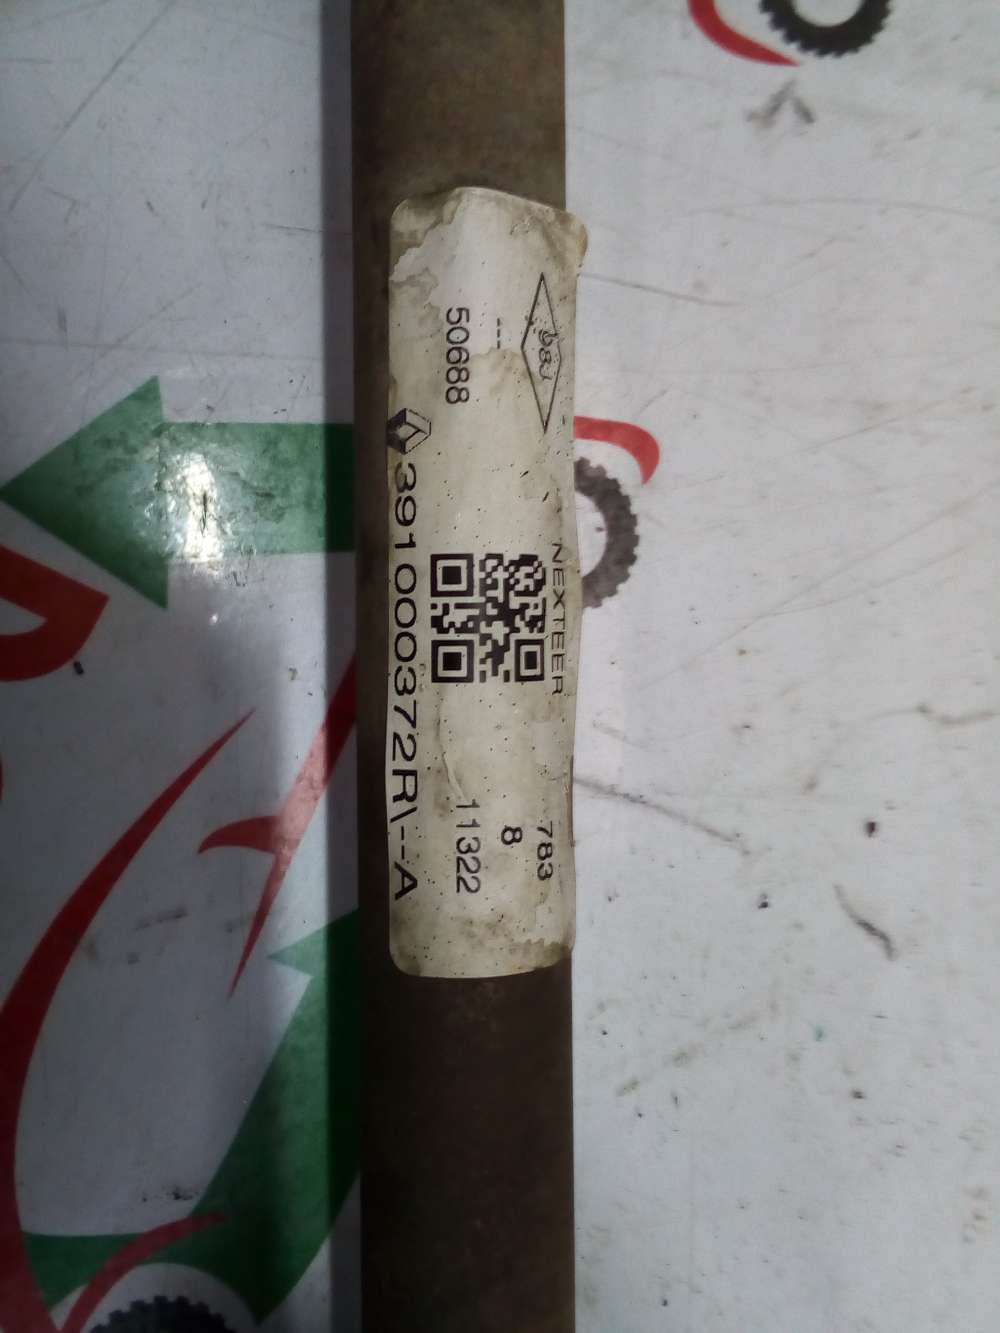 NEXTEER
783
8
---
50688
11322
391000372R\--A